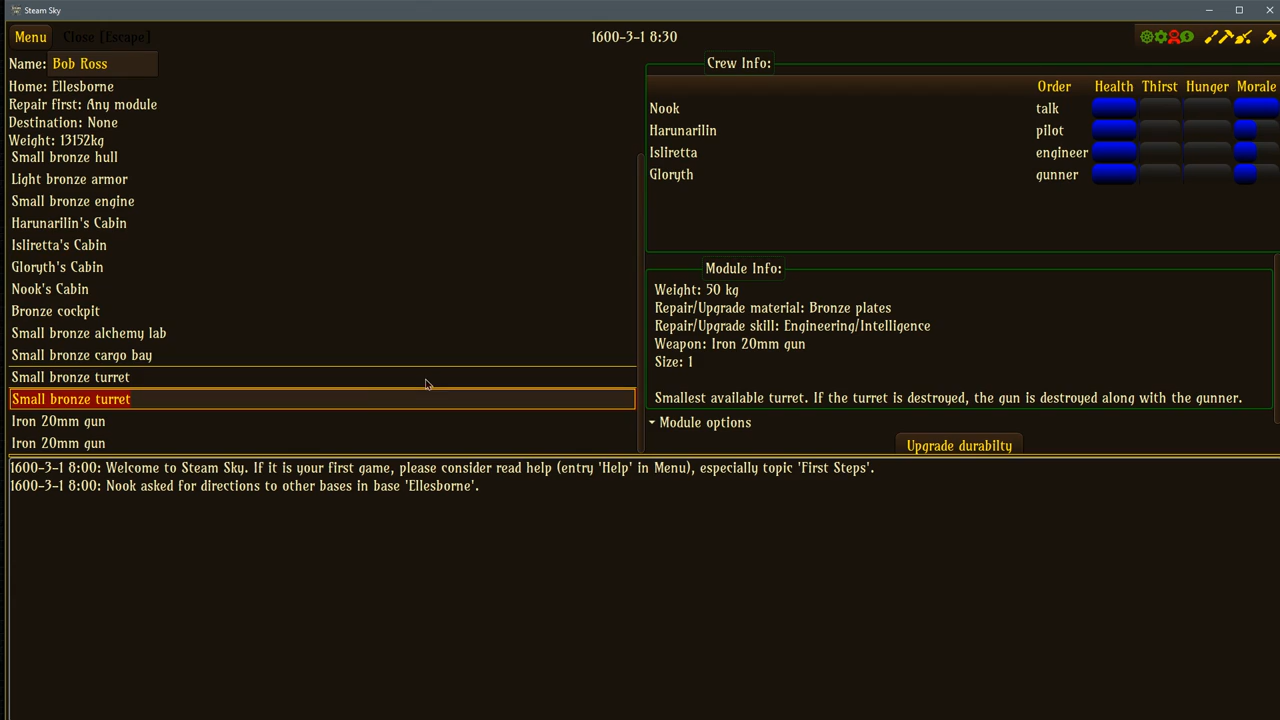 Steam Sky
Menu Close [Escape] 1600-3-1 8:30
Name: Bob Ross
Home: Ellesborne
Repair first: Any module
Destination: None
Weight: 13152kg
Small bronze hull
Light bronze armor
Small bronze engine
Harunarilin's Cabin
Isliretta's Cabin
Gloryth's Cabin
Nook's Cabin
Bronze cockpit
Small bronze alchemy lab
Small bronze cargo bay
Small bronze turret
Small bronze turret
Iron 20mm gun
Iron 20mm gun
Crew Info:
Order Health Thirst Hunger Morale
Nook talk
Harunarilin pilot
Isliretta engineer
Gloryth gunner
Module Info:
Weight: 50 kg
Repair/Upgrade material: Bronze plates
Repair/Upgrade skill: Engineering/Intelligence
Weapon: Iron 20mm gun
Size: 1
Smallest available turret. If the turret is destroyed, the gun is destroyed along with the gunner.
Module options
Upgrade durabilty
1600-3-1 8:00: Welcome to Steam Sky. If it is your first game, please consider read help (entry 'Help' in Menu), especially topic 'First Steps'.
1600-3-1 8:00: Nook asked for directions to other bases in base 'Ellesborne'.